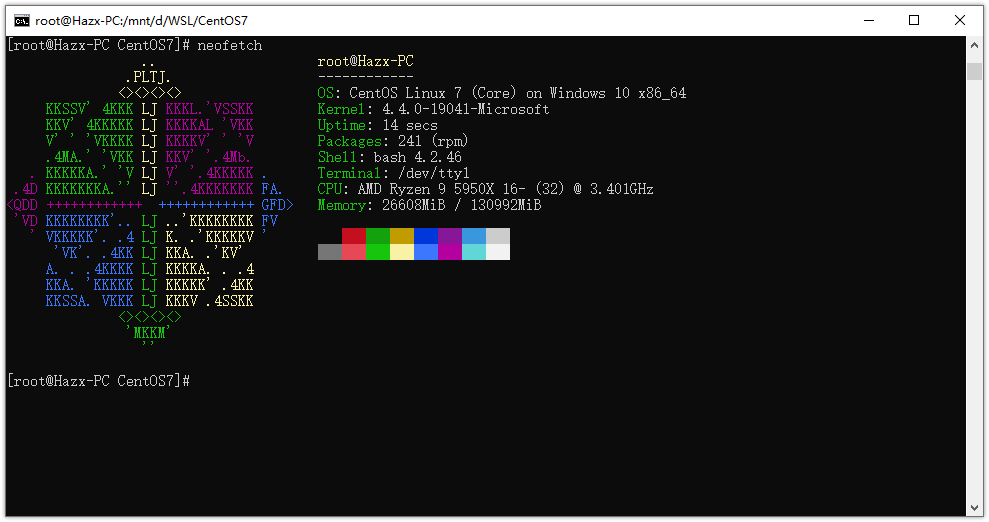 root@Hazx-PC:/mnt/d/WSL/CentOS7
[root@Hazx-PC CentOS7]# neofetch
                 ..
               .PLTJ.
              <><><><>
     KKSSV' 4KKK LJ KKKL.'VSSKK
     KKV' 4KKKKK LJ KKKKAL 'VKK
     V' ' 'VKKKK LJ KKKKV' ' 'V
     .4MA.' 'VKK LJ KKV' '.4Mb.
   . KKKKKA.' 'V LJ V' '.4KKKKK .
 .4D KKKKKKKA.'' LJ ''.4KKKKKKK FA.
<QDD ++++++++++++  ++++++++++++ GFD>
 'VD KKKKKKKK'.. LJ ..'KKKKKKKK FV
   ' VKKKKK'. .4 LJ K. .'KKKKKV '
      'VK'. .4KK LJ KKA. .'KV'
     A. . .4KKKK LJ KKKKA. . .4
     KKA. 'KKKKK LJ KKKKK' .4KK
     KKSSA. VKKK LJ KKKV .4SSKK
              <><><><>
               'MKKM'
                 ''
root@Hazx-PC
------------
OS: CentOS Linux 7 (Core) on Windows 10 x86_64
Kernel: 4.4.0-19041-Microsoft
Uptime: 14 secs
Packages: 241 (rpm)
Shell: bash 4.2.46
Terminal: /dev/tty1
CPU: AMD Ryzen 9 5950X 16- (32) @ 3.401GHz
Memory: 26608MiB / 130992MiB
[root@Hazx-PC CentOS7]#